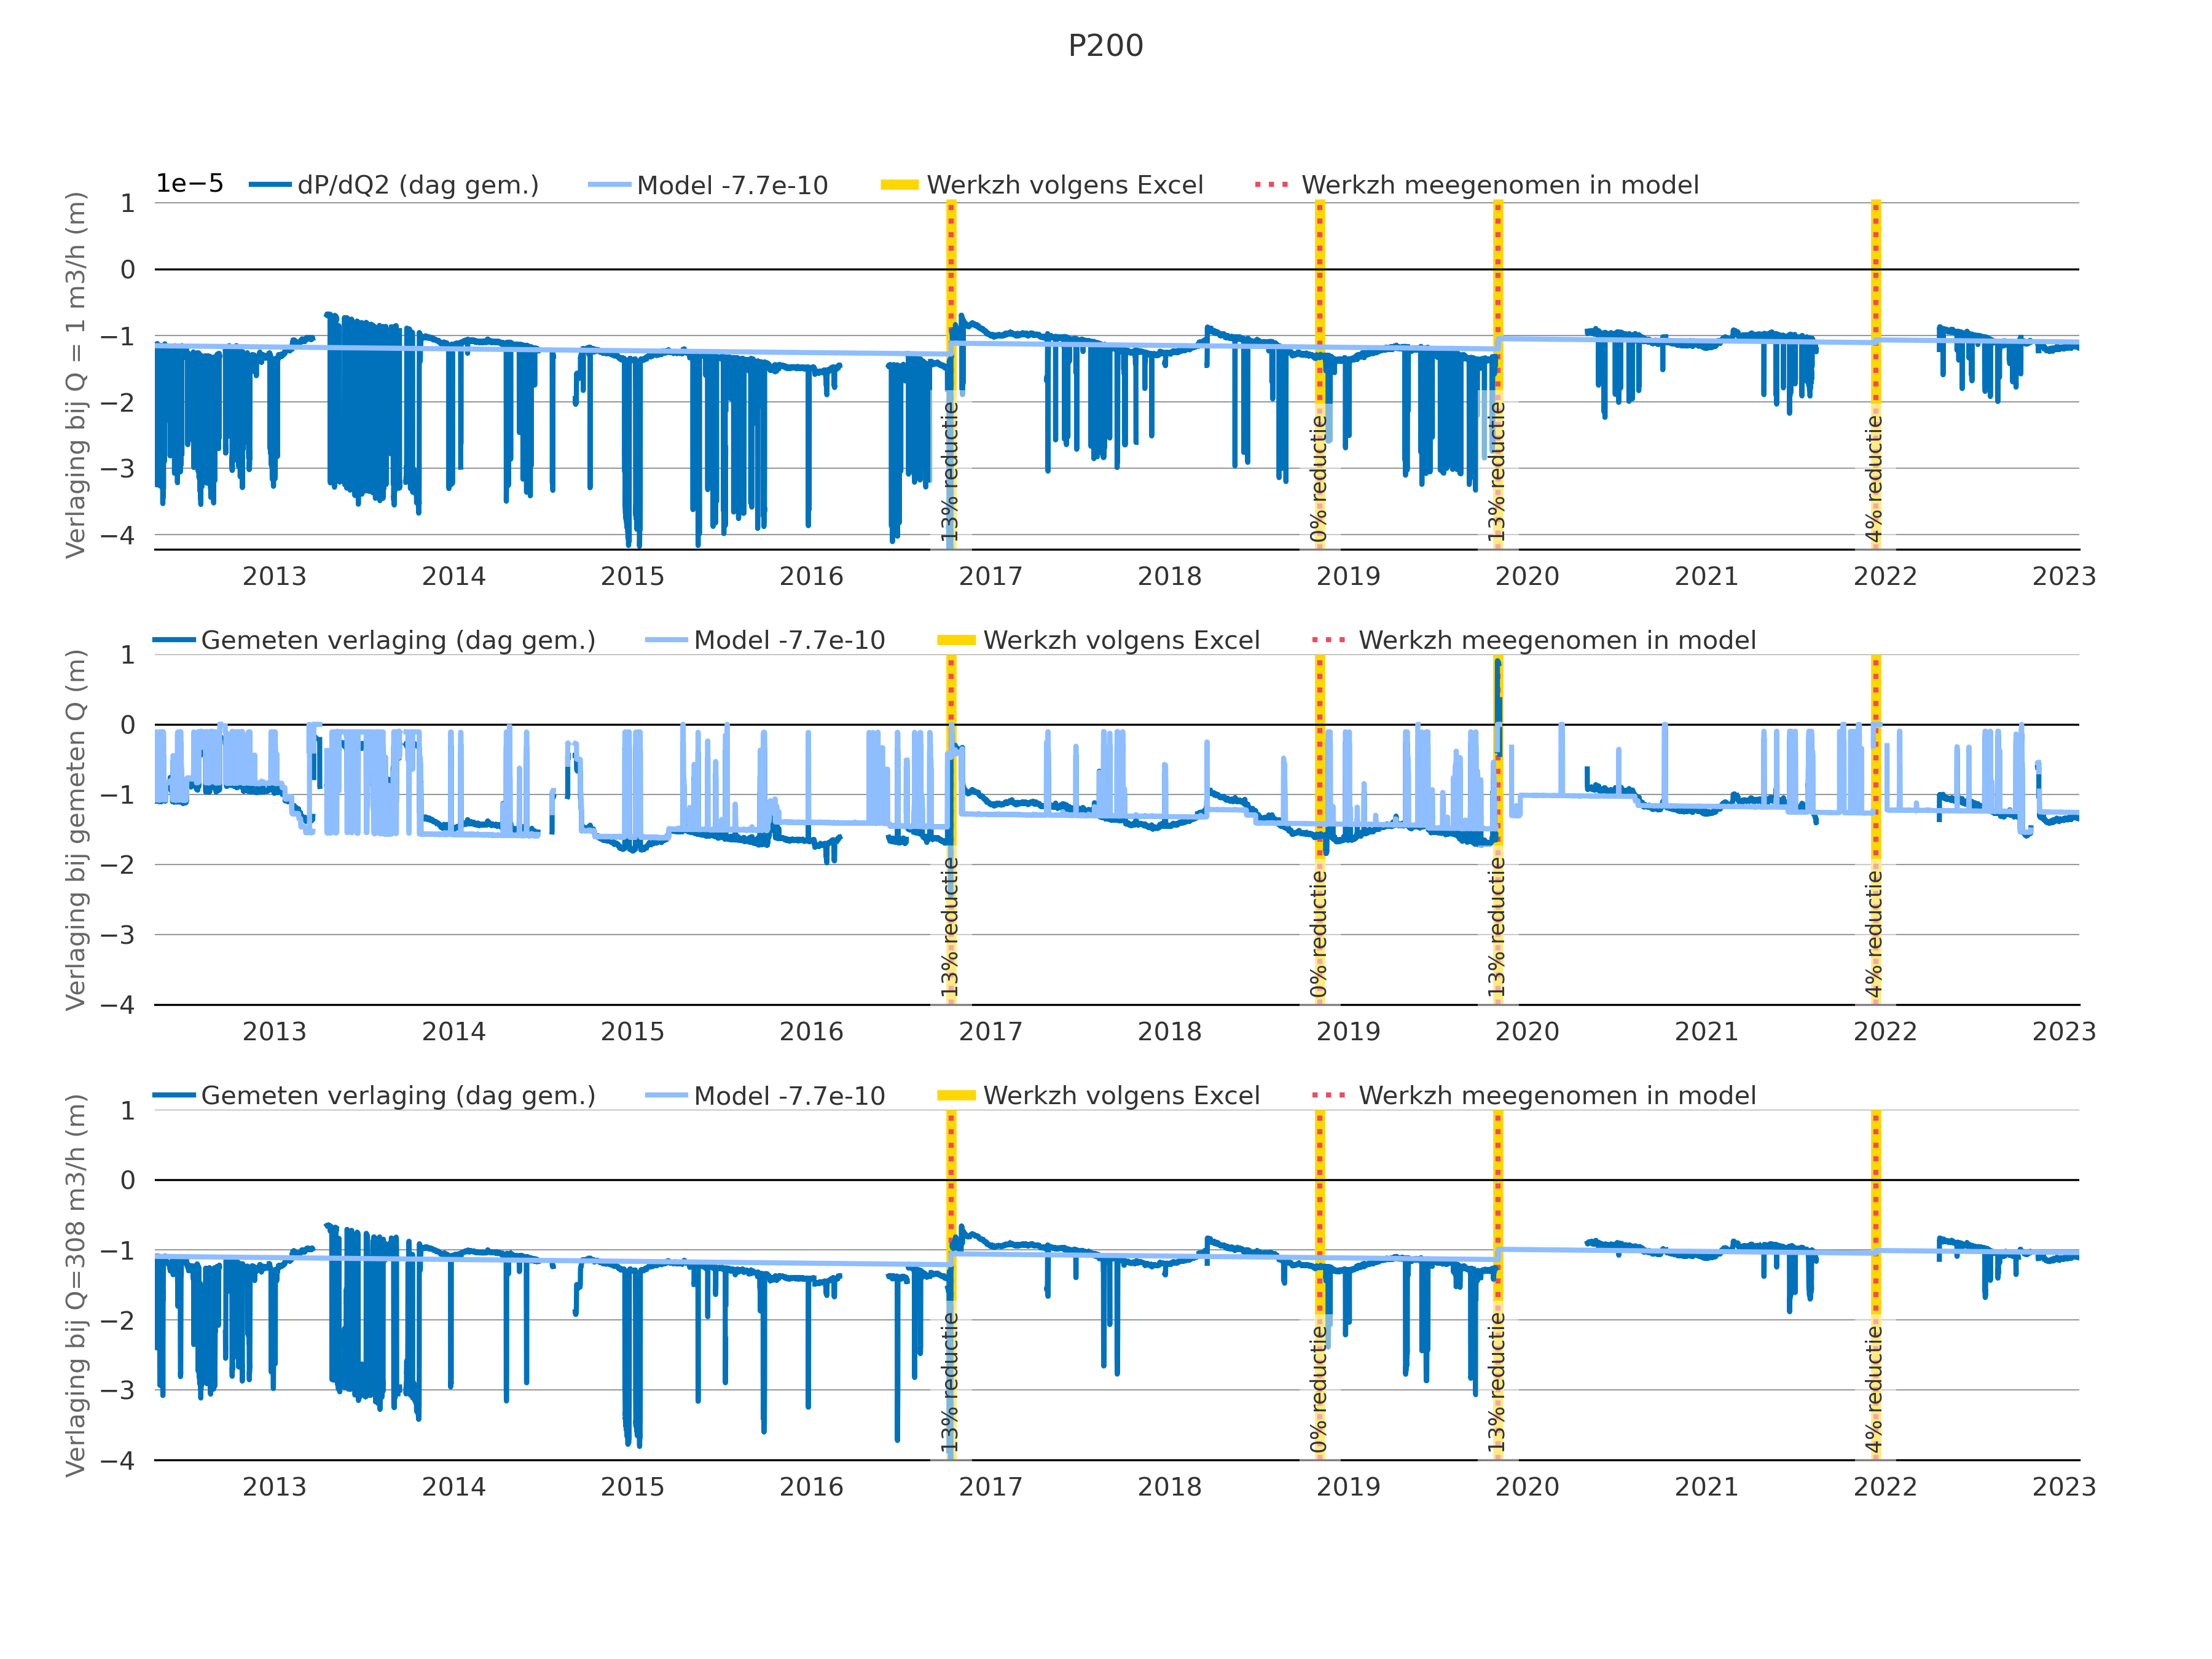 P200
1e−5 dP/dQ2 (dag gem.) Model -7.7e-10 Werkzh volgens Excel Werkzh meegenomen in model
Verlaging bij Q = 1 m3/h (m)
1
0
−1
−2
−3
−4
13% reductie
0% reductie
13% reductie
4% reductie
2013 2014 2015 2016 2017 2018 2019 2020 2021 2022 2023
Gemeten verlaging (dag gem.) Model -7.7e-10 Werkzh volgens Excel Werkzh meegenomen in model
Verlaging bij gemeten Q (m)
1
0
−1
−2
−3
−4
13% reductie
0% reductie
13% reductie
4% reductie
2013 2014 2015 2016 2017 2018 2019 2020 2021 2022 2023
Gemeten verlaging (dag gem.) Model -7.7e-10 Werkzh volgens Excel Werkzh meegenomen in model
Verlaging bij Q=308 m3/h (m)
1
0
−1
−2
−3
−4
13% reductie
0% reductie
13% reductie
4% reductie
2013 2014 2015 2016 2017 2018 2019 2020 2021 2022 2023